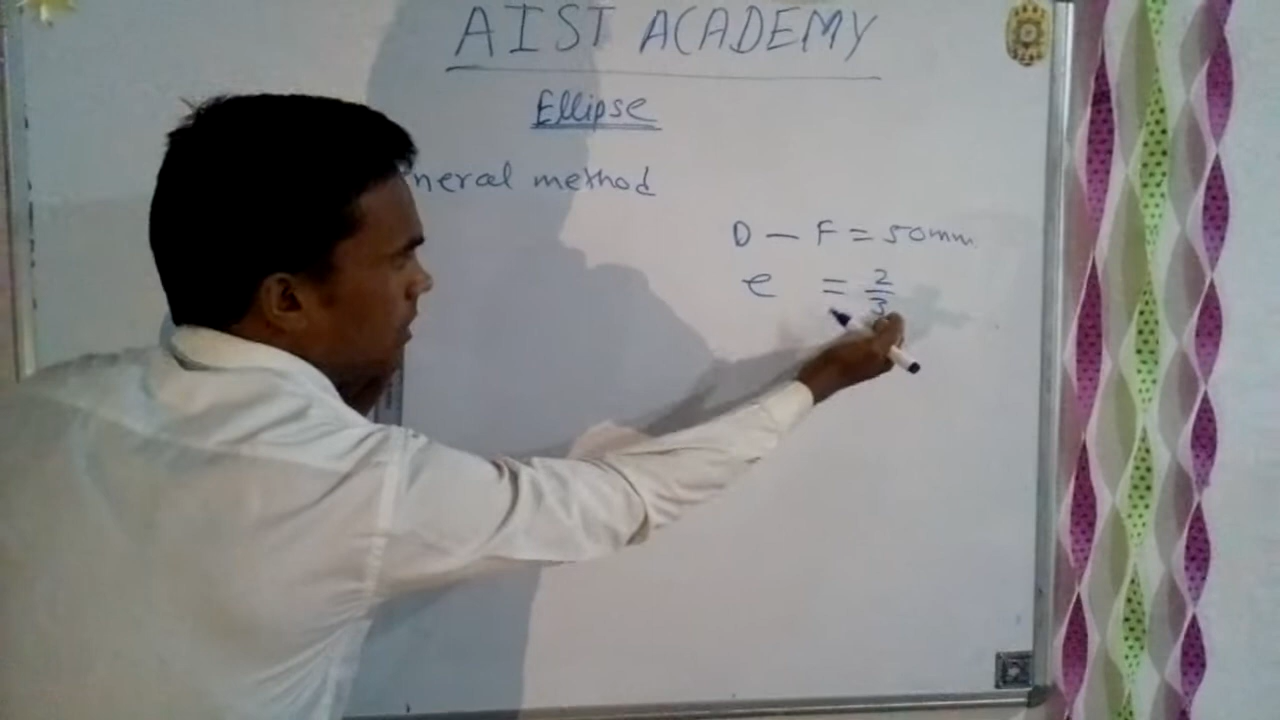 AIST ACADEMY
Ellipse
neral method
D — F = 50mm
e = 2/3